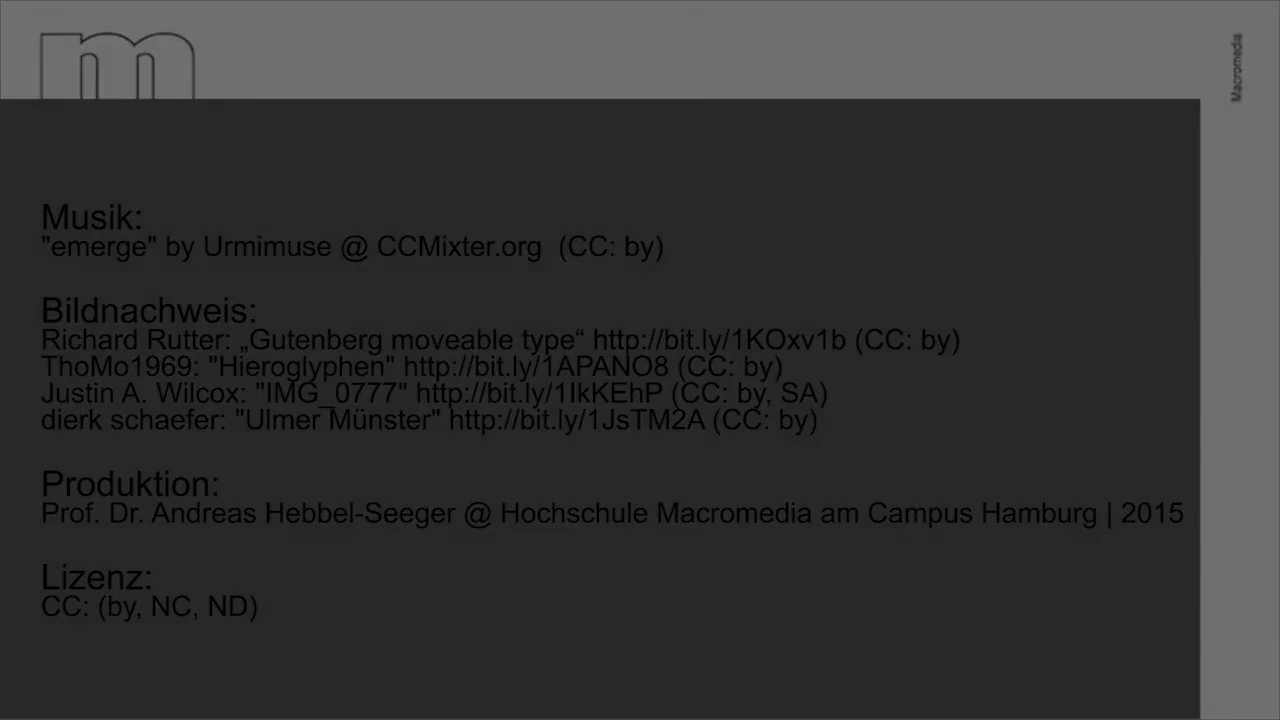 m
Macromedia
Musik:
"emerge" by Urmimuse @ CCMixter.org (CC: by)
Bildnachweis:
Richard Rutter: „Gutenberg moveable type“ http://bit.ly/1KOxv1b (CC: by)
ThoMo1969: "Hieroglyphen" http://bit.ly/1APANO8 (CC: by)
Justin A. Wilcox: "IMG_0777" http://bit.ly/1IkKEhP (CC: by, SA)
dierk schaefer: "Ulmer Münster" http://bit.ly/1JsTM2A (CC: by)
Produktion:
Prof. Dr. Andreas Hebbel-Seeger @ Hochschule Macromedia am Campus Hamburg | 2015
Lizenz:
CC: (by, NC, ND)